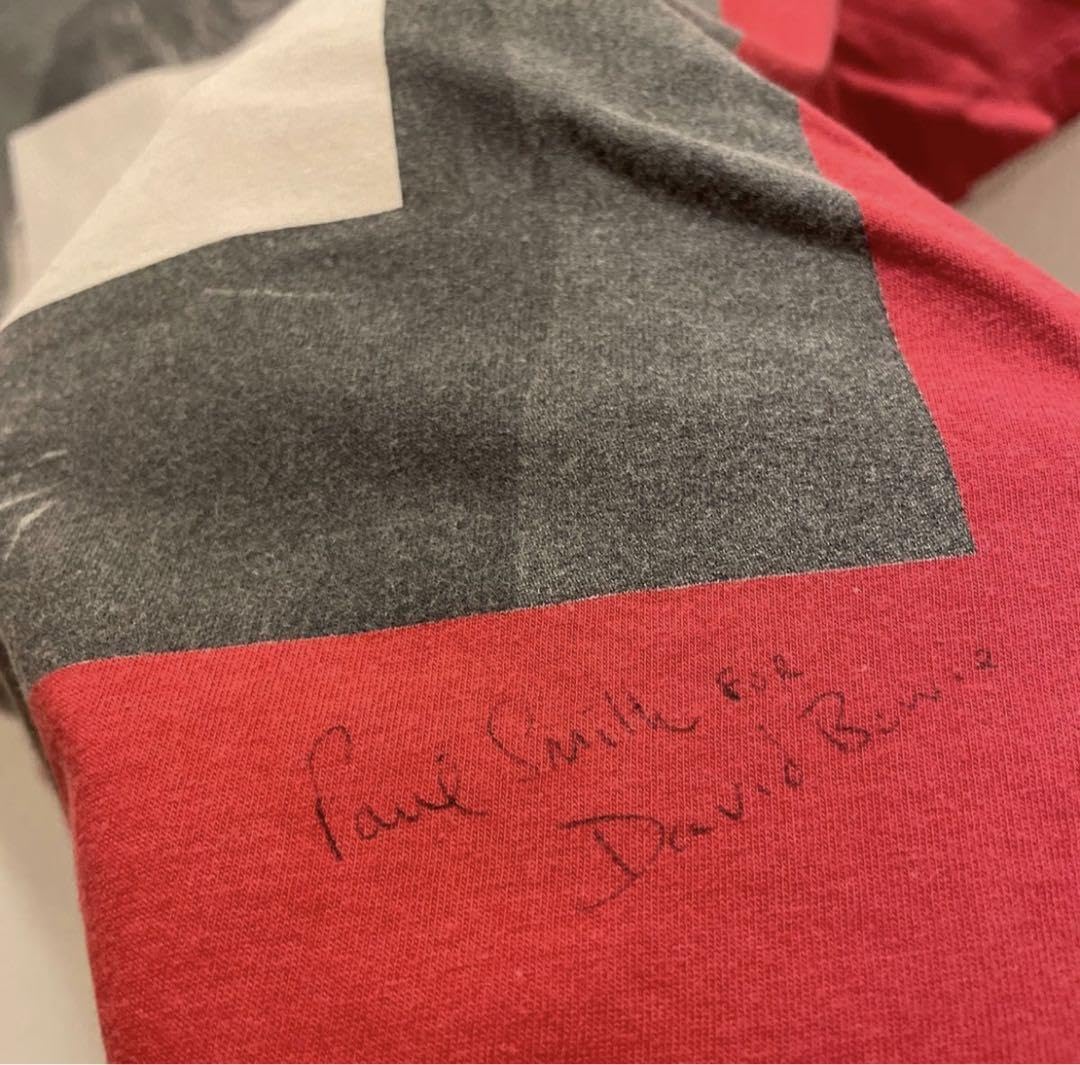 Paul Smith FOR
David Bowie